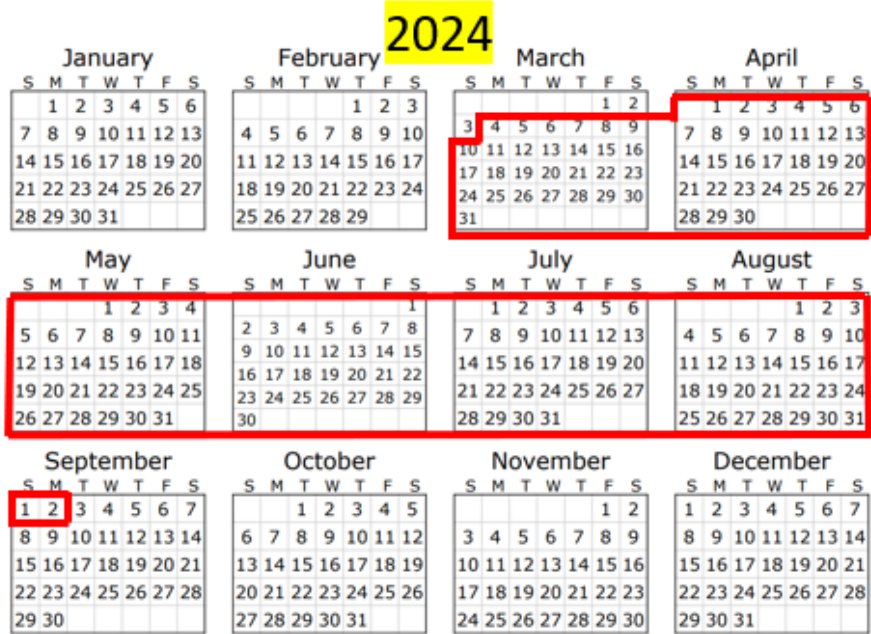 2024
January February March April
S M T W T F S S M T W T F S S M T W T F S S M T W T F S
1 2 3 4 5 6 1 2 3 1 2 1 2 3 4 5 6
7 8 9 10 11 12 13 4 5 6 7 8 9 10 3 4 5 6 7 8 9 7 8 9 10 11 12 13
14 15 16 17 18 19 20 11 12 13 14 15 16 17 10 11 12 13 14 15 16 14 15 16 17 18 19 20
21 22 23 24 25 26 27 18 19 20 21 22 23 24 17 18 19 20 21 22 23 21 22 23 24 25 26 27
28 29 30 31 25 26 27 28 29 24 25 26 27 28 29 30 28 29 30
31
May June July August
S M T W T F S S M T W T F S S M T W T F S S M T W T F S
1 2 3 4 1 1 2 3 4 5 6 1 2 3
5 6 7 8 9 10 11 2 3 4 5 6 7 8 7 8 9 10 11 12 13 4 5 6 7 8 9 10
12 13 14 15 16 17 18 9 10 11 12 13 14 15 14 15 16 17 18 19 20 11 12 13 14 15 16 17
19 20 21 22 23 24 25 16 17 18 19 20 21 22 21 22 23 24 25 26 27 18 19 20 21 22 23 24
26 27 28 29 30 31 23 24 25 26 27 28 29 28 29 30 31 25 26 27 28 29 30 31
30
September October November December
S M T W T F S S M T W T F S S M T W T F S S M T W T F S
1 2 3 4 5 6 7 1 2 3 4 5 1 2 1 2 3 4 5 6 7
8 9 10 11 12 13 14 6 7 8 9 10 11 12 3 4 5 6 7 8 9 8 9 10 11 12 13 14
15 16 17 18 19 20 21 13 14 15 16 17 18 19 10 11 12 13 14 15 16 15 16 17 18 19 20 21
22 23 24 25 26 27 28 20 21 22 23 24 25 26 17 18 19 20 21 22 23 22 23 24 25 26 27 28
29 30 27 28 29 30 31 24 25 26 27 28 29 30 29 30 31